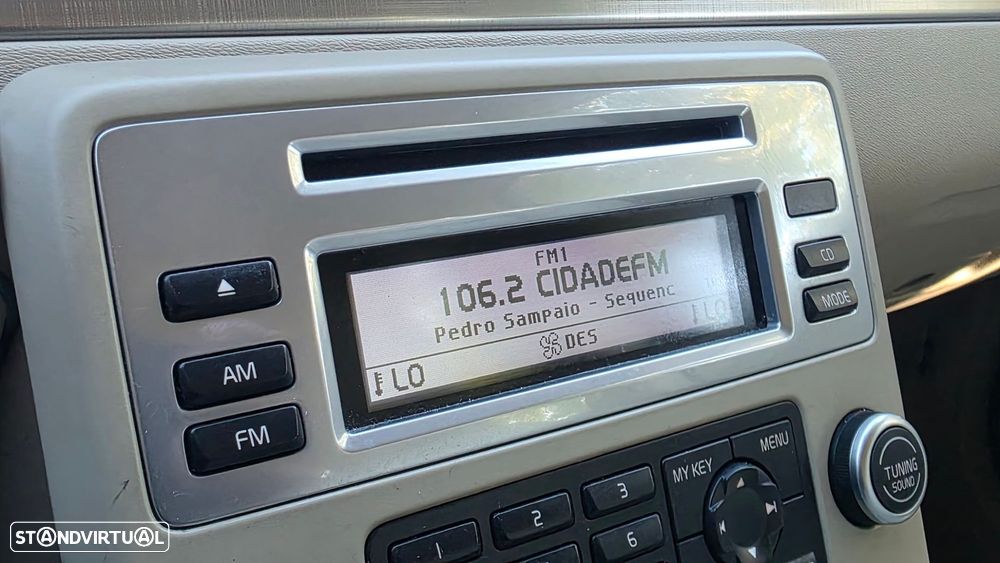 FM1
106.2 CIDADEFM
Pedro Sampaio - Sequenc
LO
DES
LO
AM
FM
CD
MODE
MY KEY
MENU
1
2
3
6
TUNING
SOUND
STANDVIRTUAL